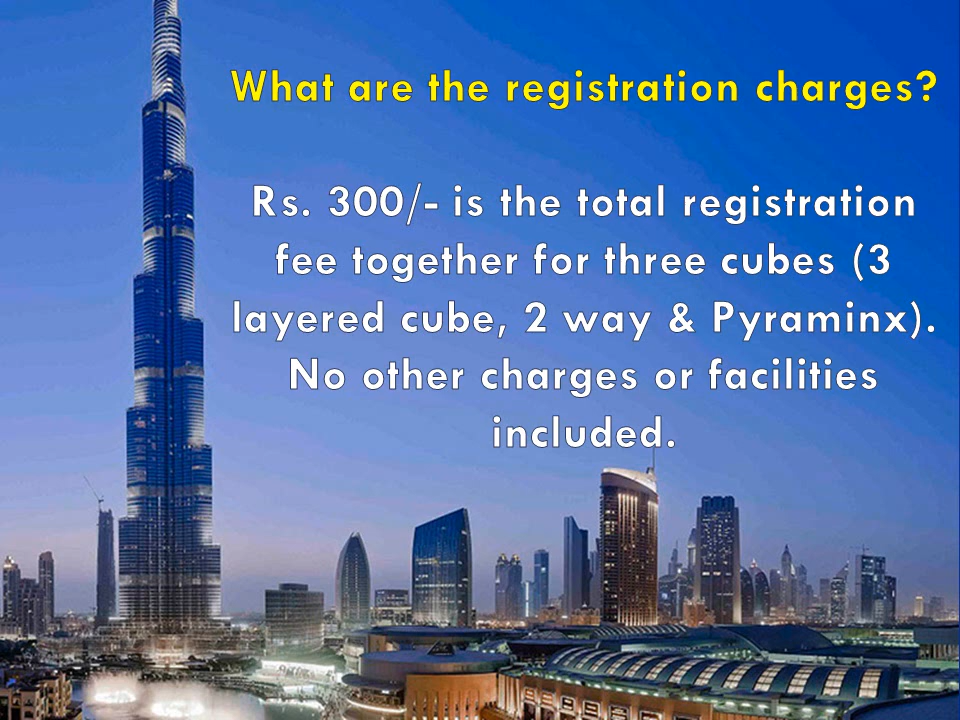 What are the registration charges?
Rs. 300/- is the total registration
fee together for three cubes (3
layered cube, 2 way & Pyraminx).
No other charges or facilities
included.